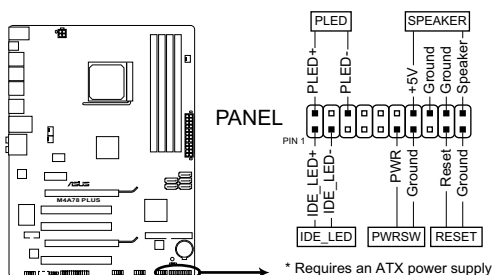 PLED SPEAKER
PLED+
PLED-
+5V
Ground
Ground
Speaker-
PANEL
PIN 1
IDE_LED+
IDE_LED-
PWR
Ground
Reset
Ground
IDE_LED PWRSW RESET
* Requires an ATX power supply
ASUS
M4A78 PLUS